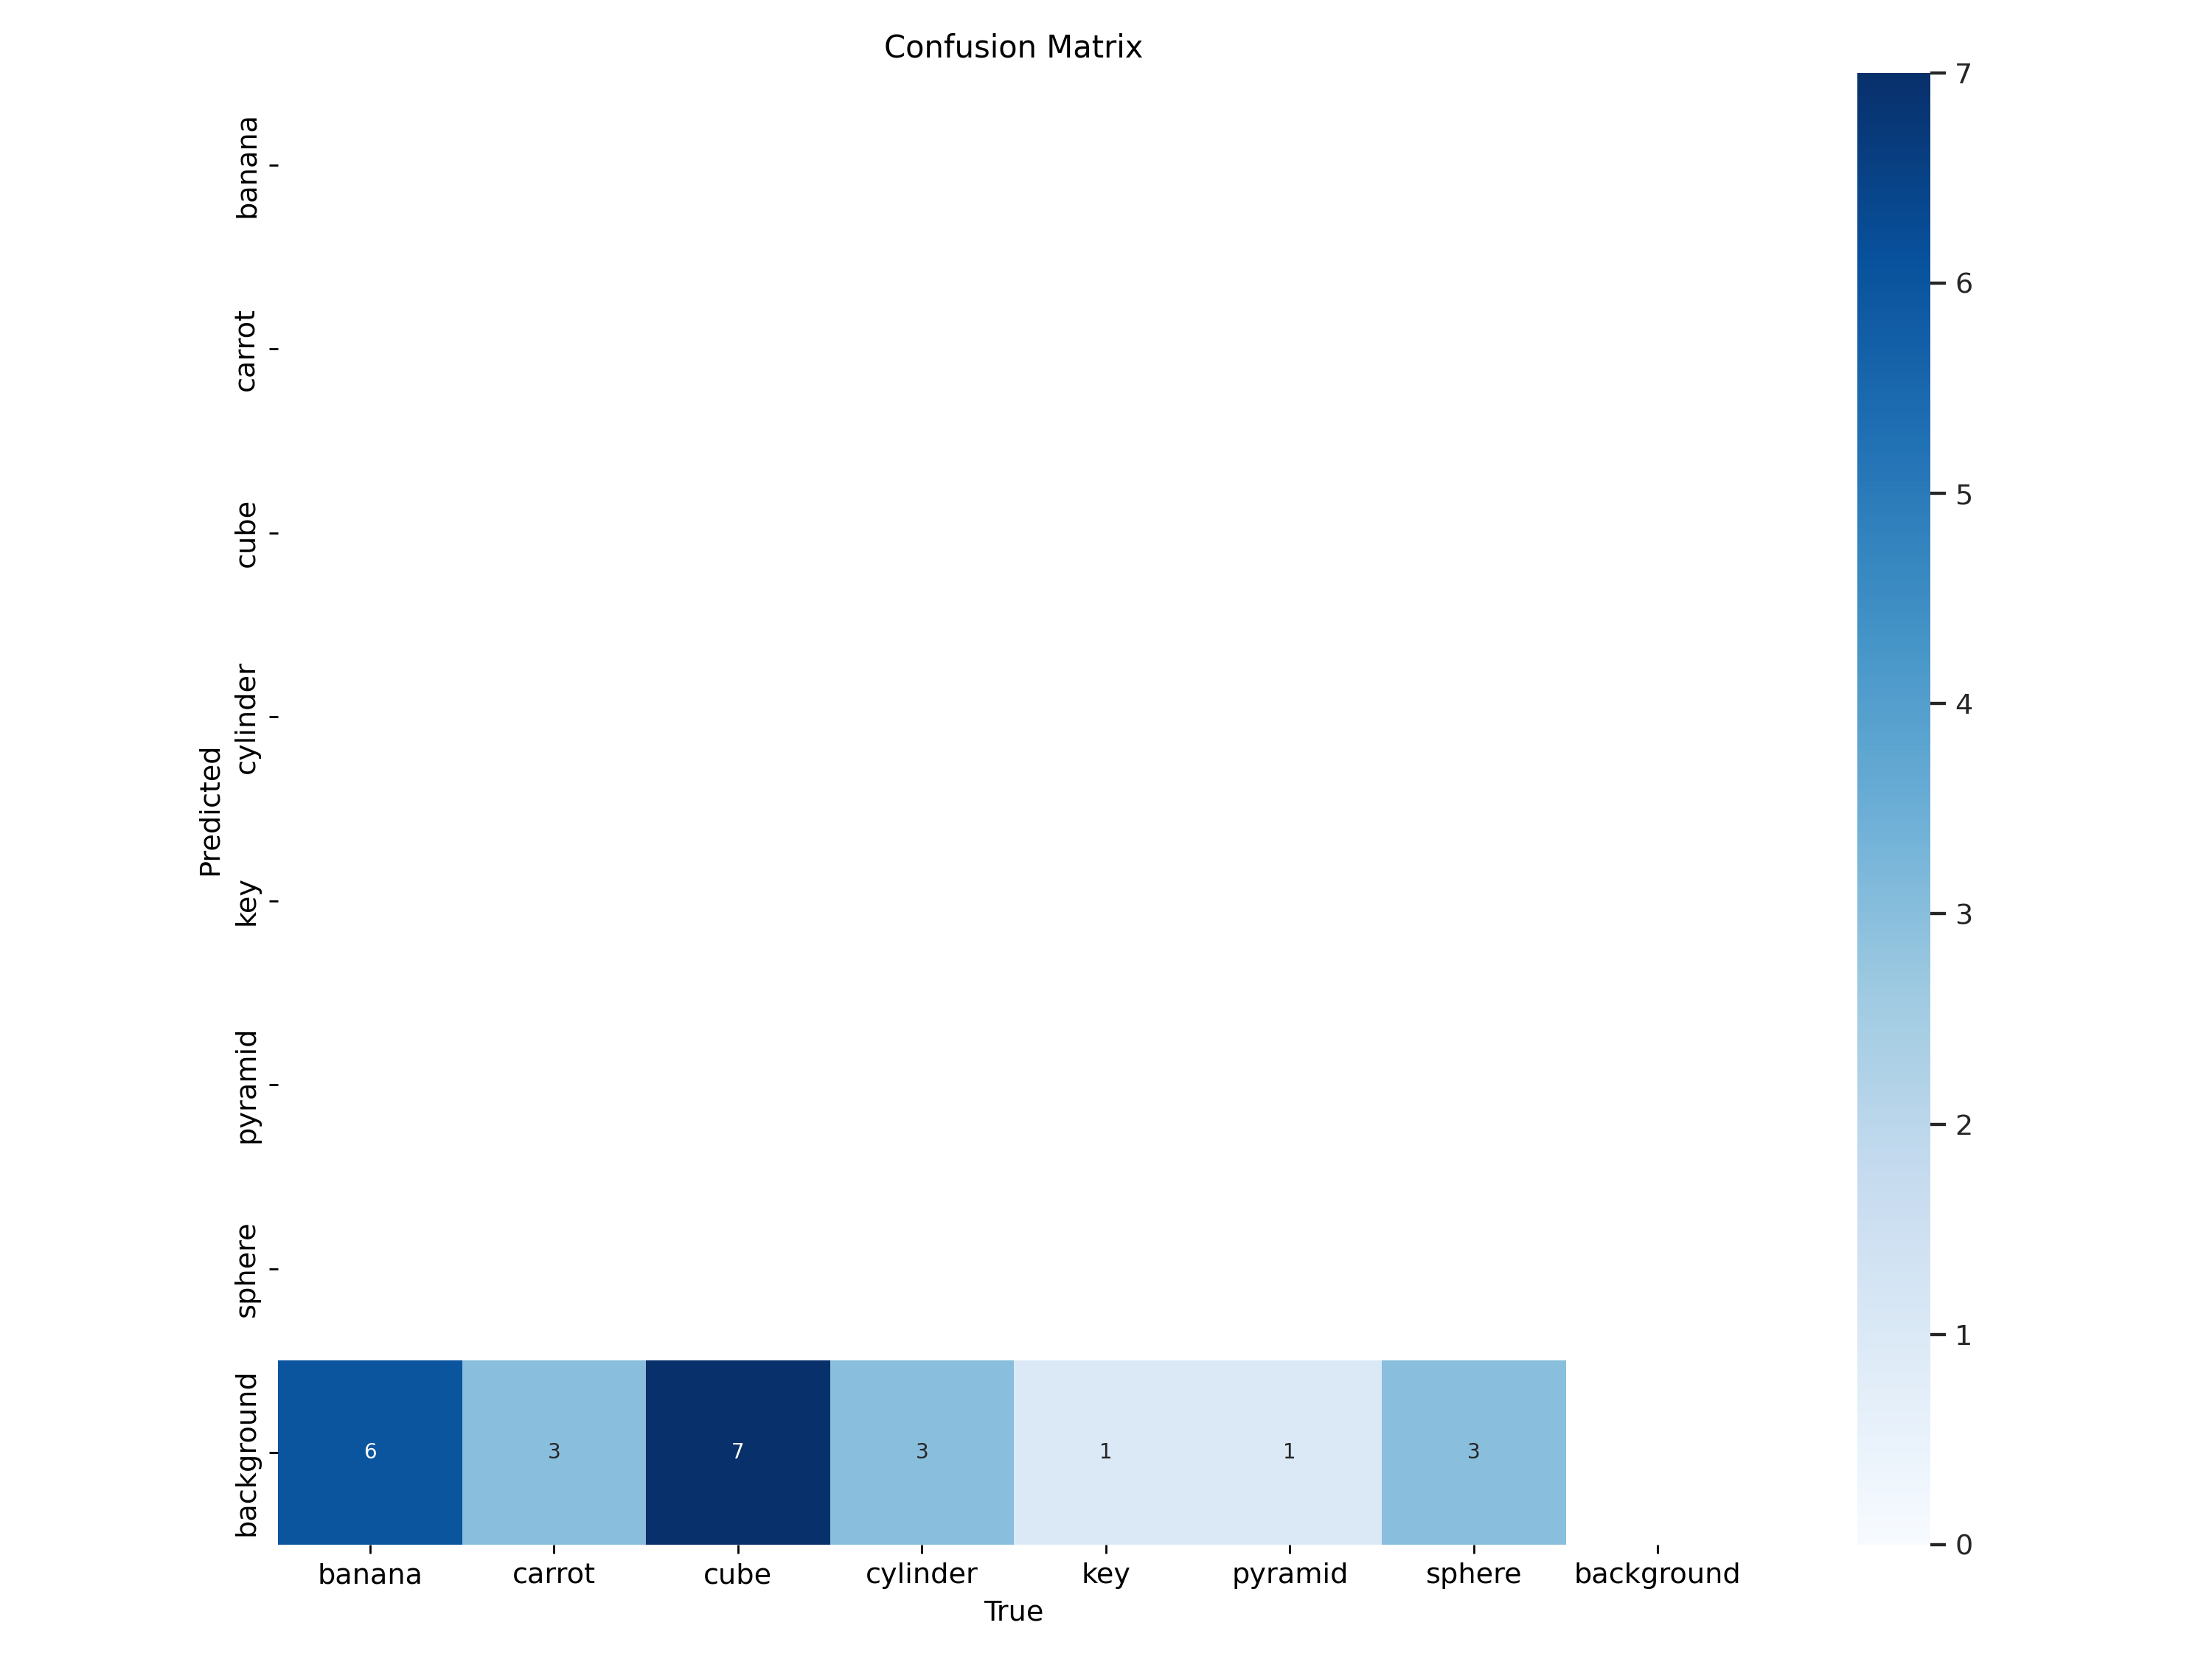 Confusion Matrix
banana
carrot
cube
cylinder
key
pyramid
sphere
background
Predicted
6 3 7 3 1 1 3
banana carrot cube cylinder key pyramid sphere background
True
7
6
5
4
3
2
1
0